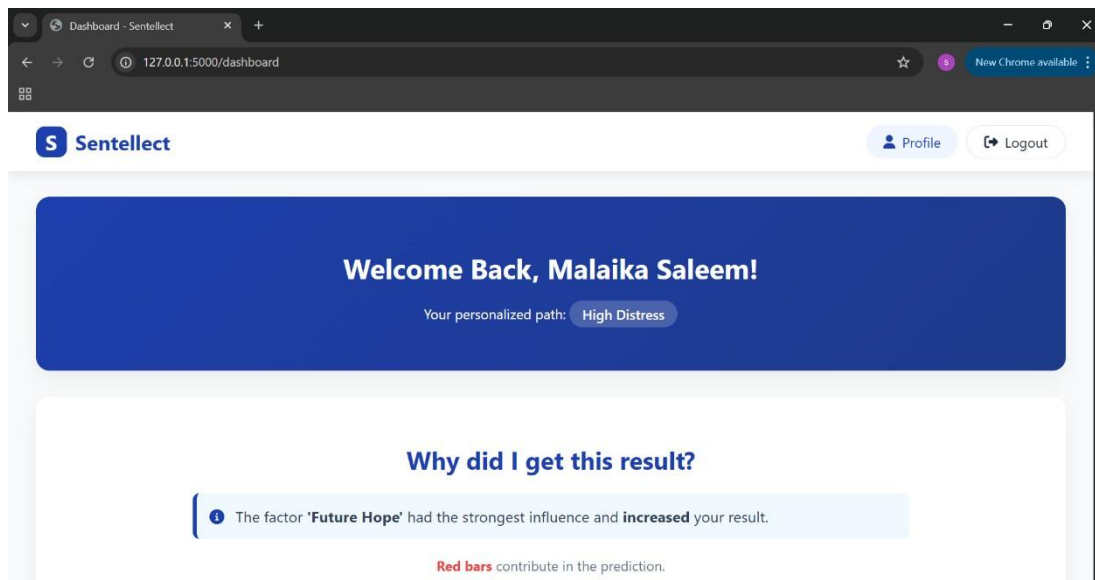 Dashboard - Sentellect
127.0.0.1:5000/dashboard
S
New Chrome available
S Sentellect
Profile
Logout
Welcome Back, Malaika Saleem!
Your personalized path: High Distress
Why did I get this result?
The factor 'Future Hope' had the strongest influence and increased your result.
Red bars contribute in the prediction.